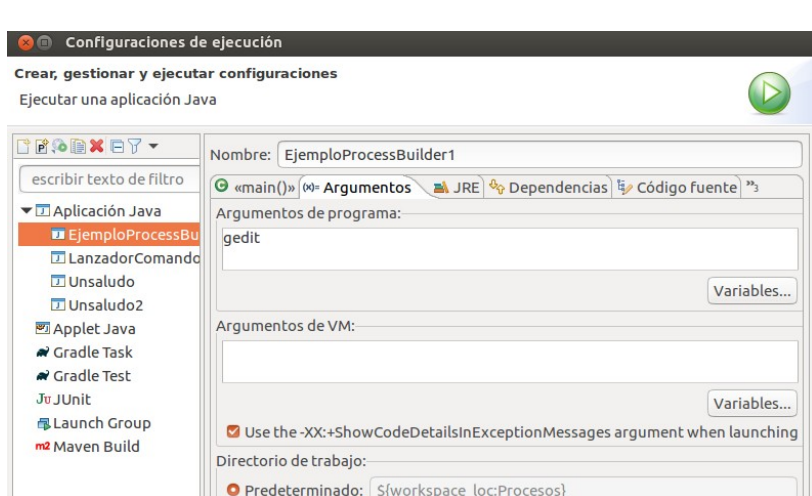 Configuraciones de ejecución
Crear, gestionar y ejecutar configuraciones
Ejecutar una aplicación Java
Nombre: EjemploProcessBuilder1
escribir texto de filtro
«main()» (x)= Argumentos JRE Dependencias Código fuente »3
Aplicación Java
Argumentos de programa:
EjemploProcessBu
gedit
LanzadorComando
Unsaludo
Variables...
Unsaludo2
Applet Java
Argumentos de VM:
Gradle Task
Gradle Test
Ju JUnit
Variables...
Launch Group
Use the -XX:+ShowCodeDetailsInExceptionMessages argument when launching
m2 Maven Build
Directorio de trabajo:
Predeterminado: ${workspace_loc:Procesos}